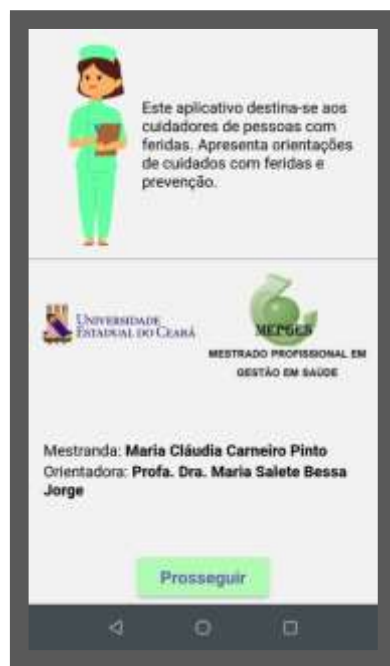 Este aplicativo destina-se aos
cuidadores de pessoas com
feridas. Apresenta orientações
de cuidados com feridas e
prevenção.
UNIVERSIDADE
ESTADUAL DO CEARÁ
MEPGES
MESTRADO PROFISSIONAL EM
GESTÃO EM SAÚDE
Mestranda: Maria Cláudia Carneiro Pinto
Orientadora: Profa. Dra. Maria Salete Bessa
Jorge
Prosseguir